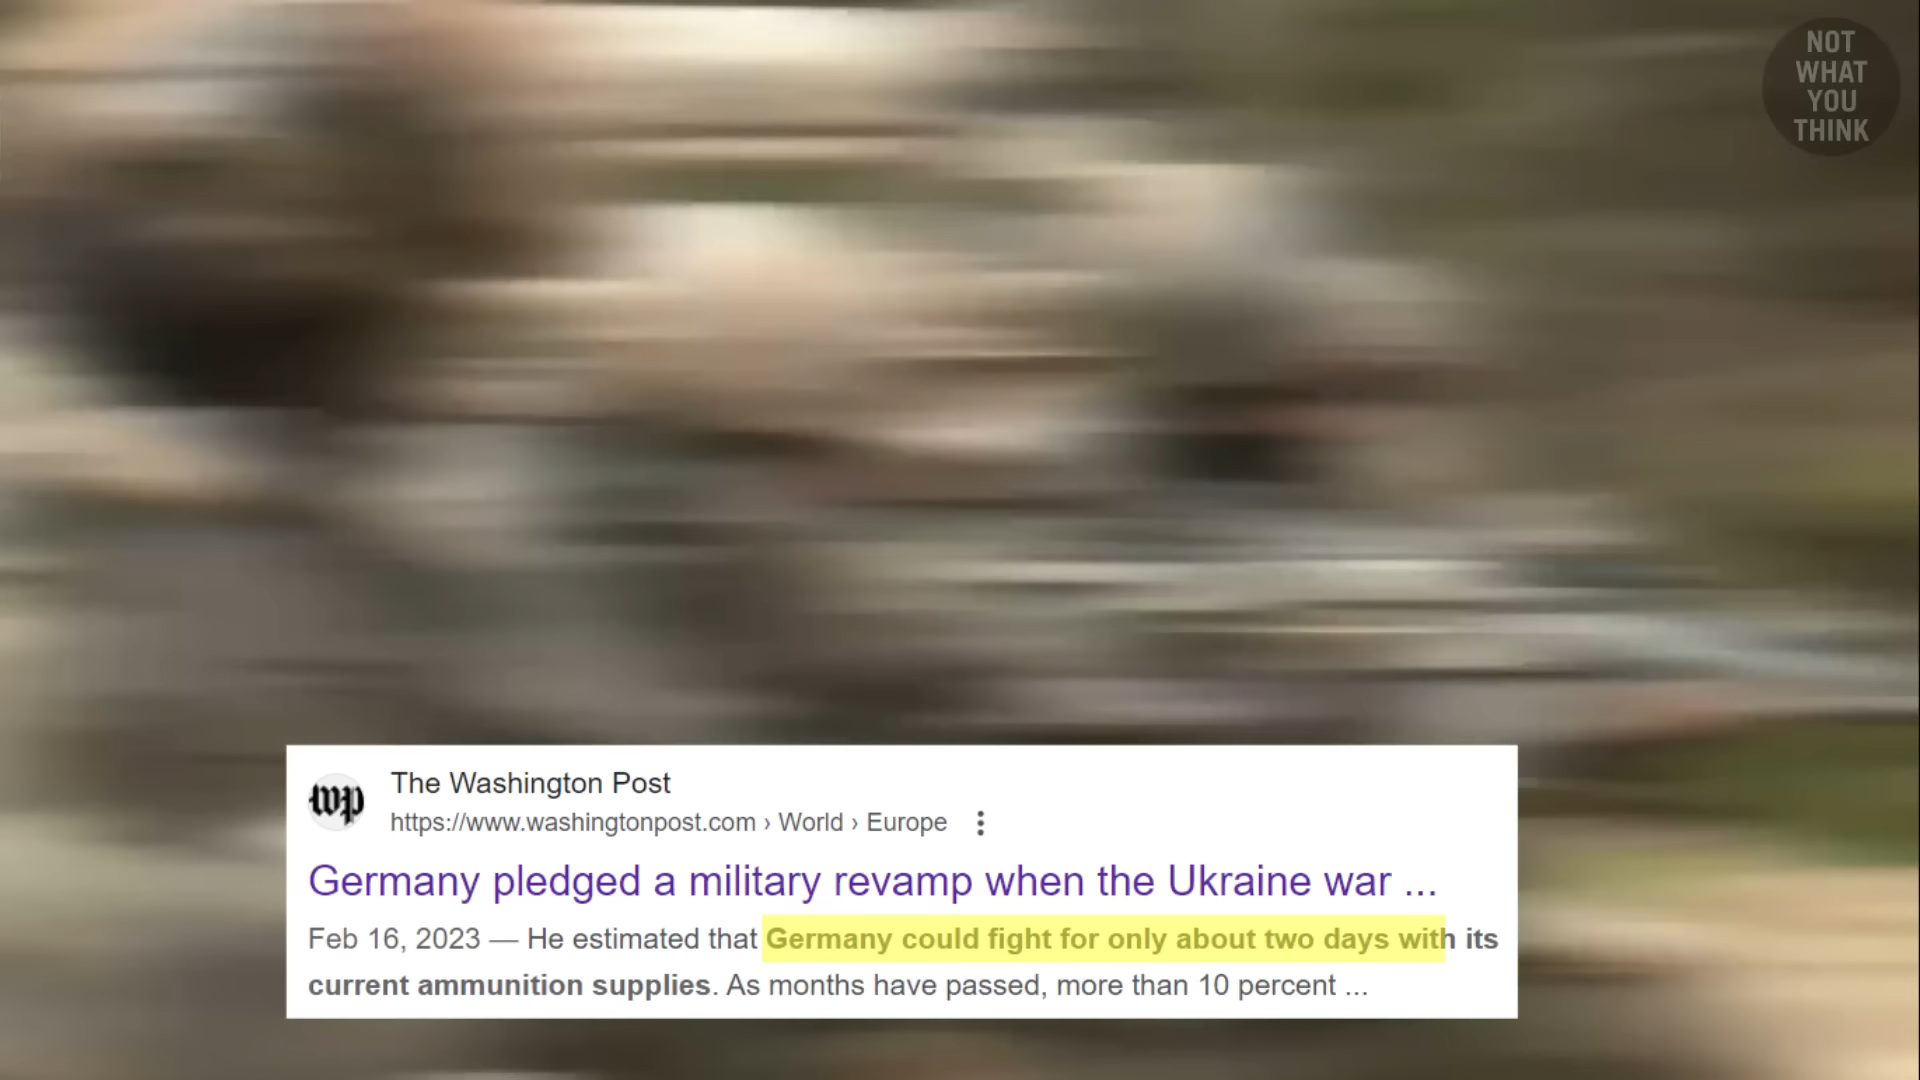 NOT
WHAT
YOU
THINK
wp
The Washington Post
https://www.washingtonpost.com › World › Europe
Germany pledged a military revamp when the Ukraine war ...
Feb 16, 2023 — He estimated that Germany could fight for only about two days with its
current ammunition supplies. As months have passed, more than 10 percent ...